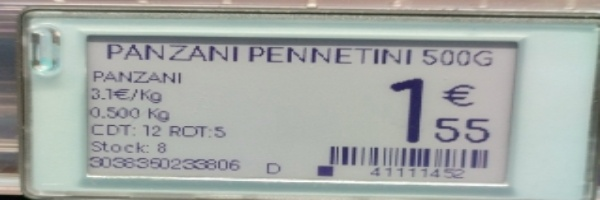 PANZANI PENNETINI 500G
PANZANI
3.1€/Kg
0.500 Kg
CDT: 12 ROT:5
Stock: 8
3038350233806 D
1€55
41111452